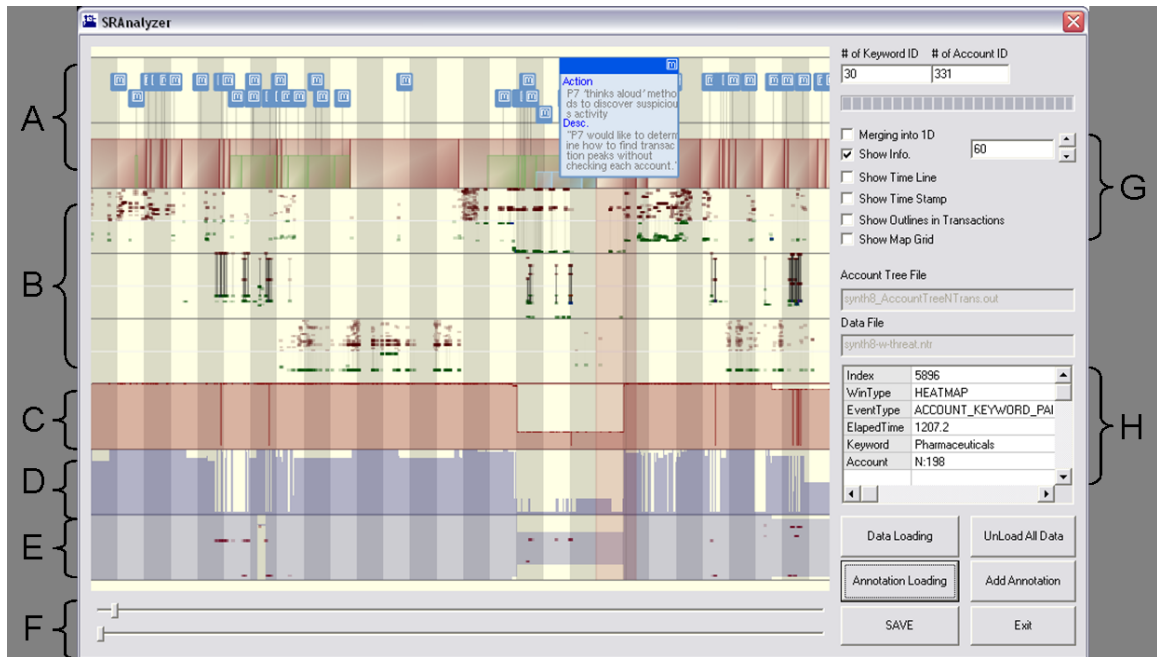 SRAnalyzer
A
B
C
D
E
F
Action
P7 'thinks aloud' metho
ds to discover suspiciou
s activity
Desc.
"P7 would like to determ
ine how to find transac
tion peaks without
checking each account."
# of Keyword ID # of Account ID
30 331
Merging into 1D
Show Info.
60
Show Time Line
Show Time Stamp
Show Outlines in Transactions
Show Map Grid
G
Account Tree File
synth8_AccountTreeNTrans.out
Data File
synth8-w-threat.ntr
Index 5896
WinType HEATMAP
EventType ACCOUNT_KEYWORD_PAI
ElapedTime 1207.2
Keyword Pharmaceuticals
Account N:198
H
Data Loading UnLoad All Data
Annotation Loading Add Annotation
SAVE Exit